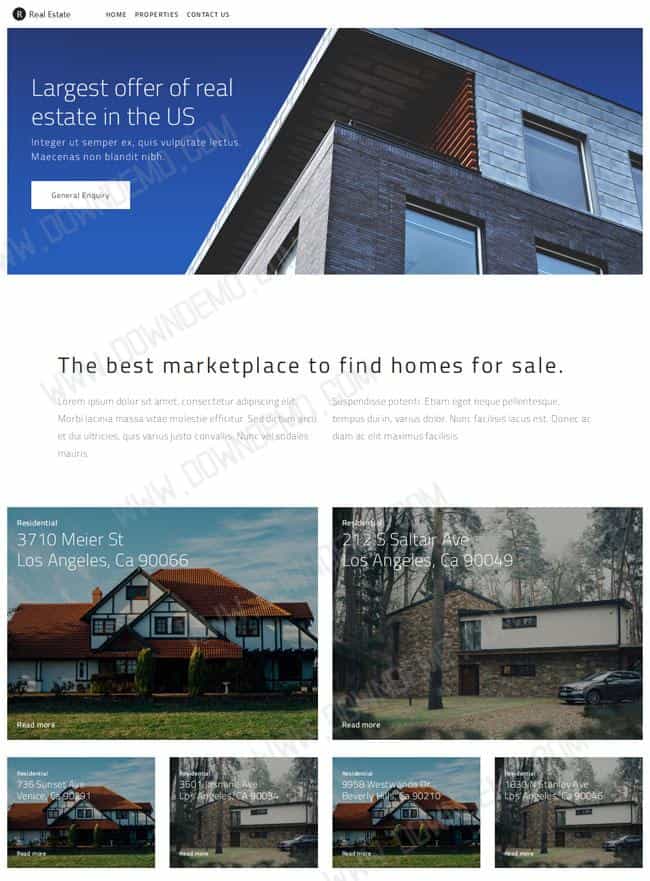 R Real Estate
HOME PROPERTIES CONTACT US
Largest offer of real
estate in the US
Integer ut semper ex, quis vulputate lectus.
Maecenas non blandit nibh.
General Enquiry
The best marketplace to find homes for sale.
Lorem ipsum dolor sit amet, consectetur adipiscing elit.
Morbi lacinia massa vitae molestie efficitur. Sed dictum arcu
et dui ultricies, quis varius justo convallis. Nunc vel sodales
mauris.
Suspendisse potenti. Etiam eget neque pellentesque,
tempus dui in, varius dolor. Nunc facilisis lacus est. Donec ac
diam ac elit maximus facilisis.
Residential
3710 Meier St
Los Angeles, Ca 90066
Read more
Residential
212 S Saltair Ave
Los Angeles, Ca 90049
Read more
Residential
736 Sunset Ave
Venice, Ca 90291
Read more
Residential
3601 Jasmine Ave
Los Angeles, Ca 90034
Read more
Residential
9958 Westwanda Dr
Beverly Hills, Ca 90210
Read more
Residential
1830 N Stanley Ave
Los Angeles, Ca 90046
Read more
WWW.DOWNDEMO.COM